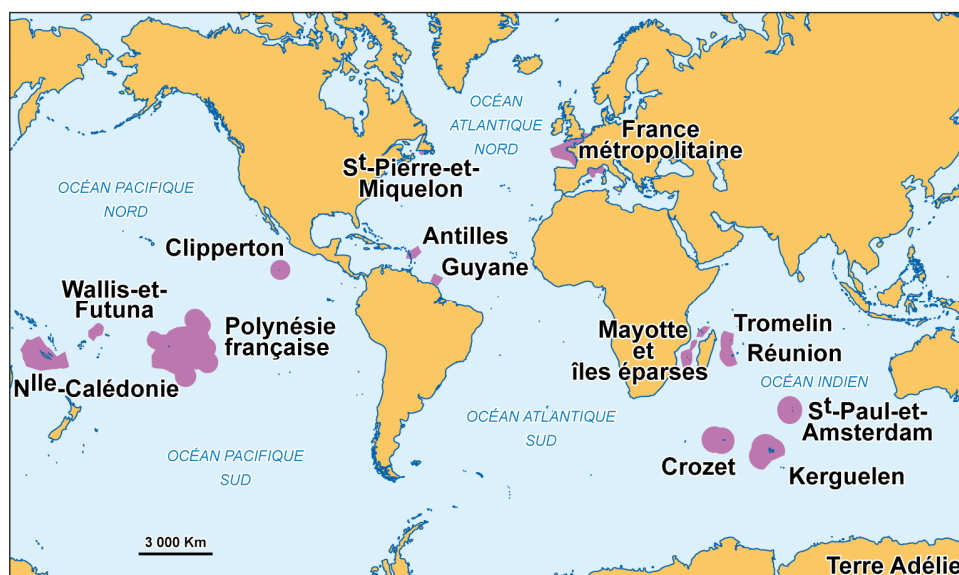 OCÉAN
ATLANTIQUE
NORD
France
métropolitaine
St-Pierre-et-
Miquelon
OCÉAN PACIFIQUE
NORD
Clipperton
Antilles
Guyane
Wallis-et-
Futuna
Polynésie
française
Nlle-Calédonie
Mayotte
et
îles éparses
Tromelin
Réunion
OCÉAN INDIEN
St-Paul-et-
Amsterdam
OCÉAN ATLANTIQUE
SUD
OCÉAN PACIFIQUE
SUD
Crozet
Kerguelen
3 000 Km
Terre Adélie